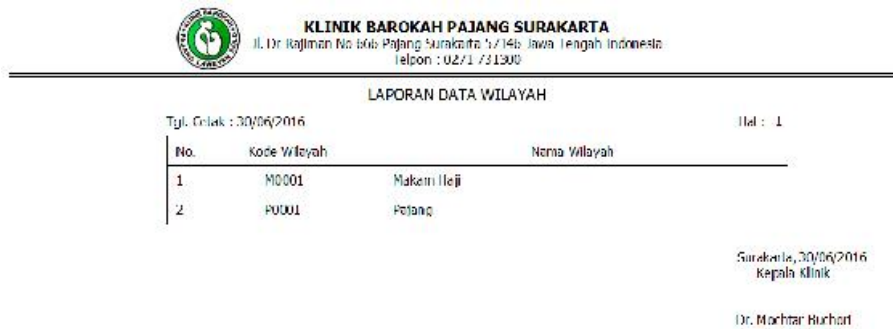 KLINIK BAROKAH PAJANG SURAKARTA
Jl. Dr Rajiman No 666 Pajang Surakarta 57146 Jawa Tengah Indonesia
Telpon : 0271 731300
LAPORAN DATA WILAYAH
Tgl. Cetak : 30/06/2016 Hal : 1
No. Kode Wilayah Nama Wilayah
1 M0001 Makam Haji
2 P0001 Pajang
Surakarta, 30/06/2016
Kepala Klinik
Dr. Mochtar Buchori